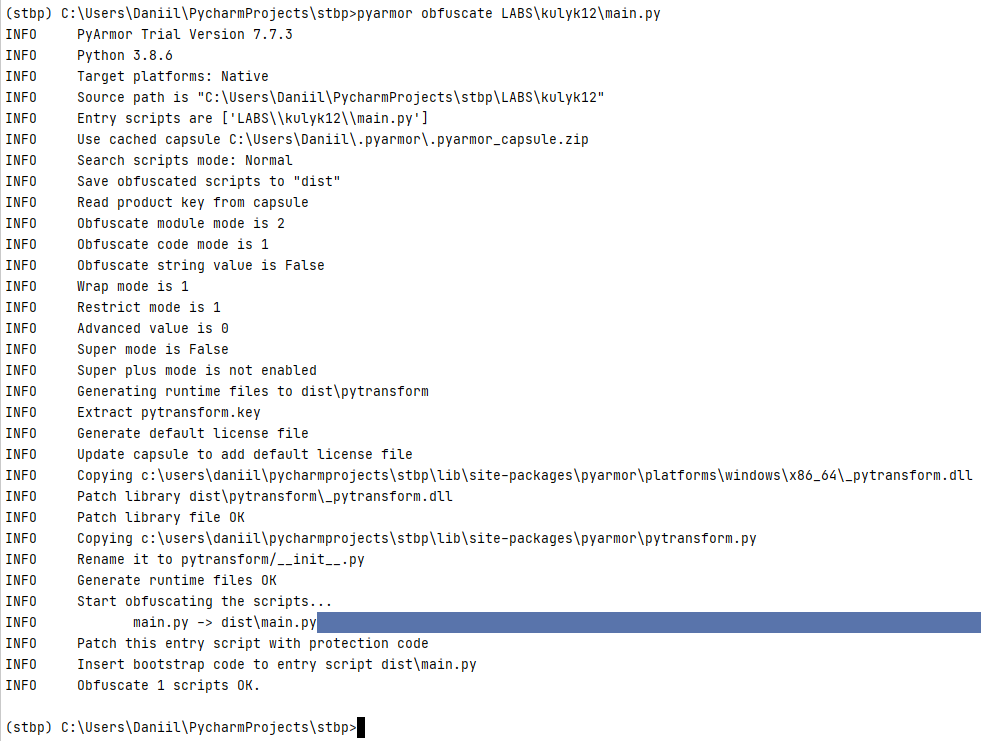 (stbp) C:\Users\Daniil\PycharmProjects\stbp>pyarmor obfuscate LABS\kulyk12\main.py
INFO     PyArmor Trial Version 7.7.3
INFO     Python 3.8.6
INFO     Target platforms: Native
INFO     Source path is "C:\Users\Daniil\PycharmProjects\stbp\LABS\kulyk12"
INFO     Entry scripts are ['LABS\\kulyk12\\main.py']
INFO     Use cached capsule C:\Users\Daniil\.pyarmor\.pyarmor_capsule.zip
INFO     Search scripts mode: Normal
INFO     Save obfuscated scripts to "dist"
INFO     Read product key from capsule
INFO     Obfuscate module mode is 2
INFO     Obfuscate code mode is 1
INFO     Obfuscate string value is False
INFO     Wrap mode is 1
INFO     Restrict mode is 1
INFO     Advanced value is 0
INFO     Super mode is False
INFO     Super plus mode is not enabled
INFO     Generating runtime files to dist\pytransform
INFO     Extract pytransform.key
INFO     Generate default license file
INFO     Update capsule to add default license file
INFO     Copying c:\users\daniil\pycharmprojects\stbp\lib\site-packages\pyarmor\platforms\windows\x86_64\_pytransform.dll
INFO     Patch library dist\pytransform\_pytransform.dll
INFO     Patch library file OK
INFO     Copying c:\users\daniil\pycharmprojects\stbp\lib\site-packages\pyarmor\pytransform.py
INFO     Rename it to pytransform/__init__.py
INFO     Generate runtime files OK
INFO     Start obfuscating the scripts...
INFO            main.py -> dist\main.py
INFO     Patch this entry script with protection code
INFO     Insert bootstrap code to entry script dist\main.py
INFO     Obfuscate 1 scripts OK.
(stbp) C:\Users\Daniil\PycharmProjects\stbp>